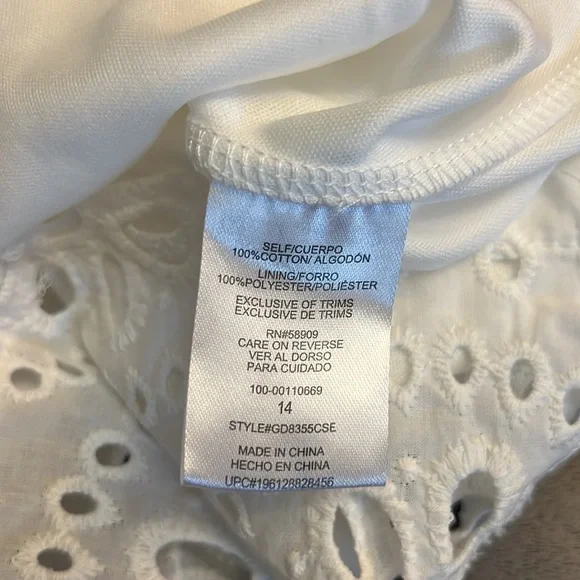 SELF/CUERPO
100%COTTON/ ALGODÓN
LINING/FORRO
100%POLYESTER/POLIÉSTER
EXCLUSIVE OF TRIMS
EXCLUSIVE DE TRIMS
RN#58909
CARE ON REVERSE
VER AL DORSO
PARA CUIDADO
100-00110669
14
STYLE#GD8355CSE
MADE IN CHINA
HECHO EN CHINA
UPC#196128828456